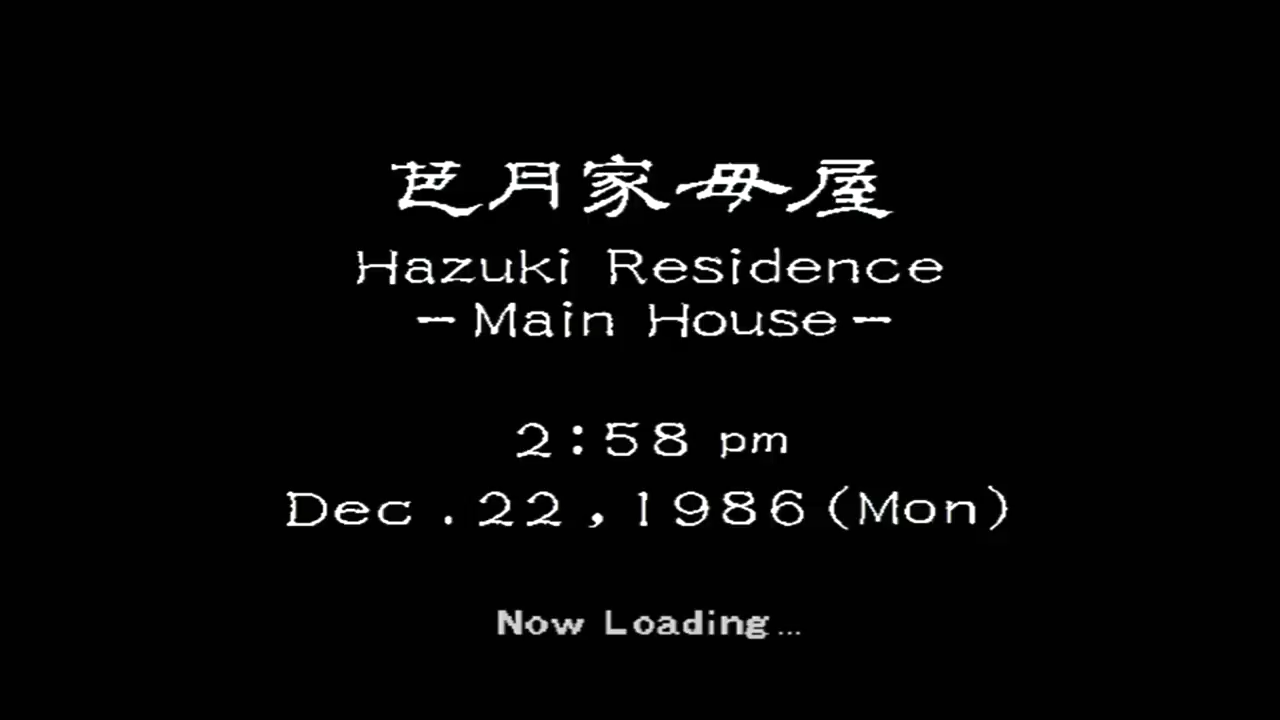 芭月家母屋
Hazuki Residence
-Main House-
2:58 pm
Dec.22,1986(Mon)
Now Loading...